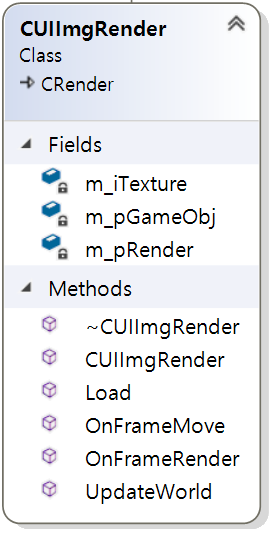 CUIImgRender
Class
CRender
Fields
m_iTexture
m_pGameObj
m_pRender
Methods
~CUIImgRender
CUIImgRender
Load
OnFrameMove
OnFrameRender
UpdateWorld